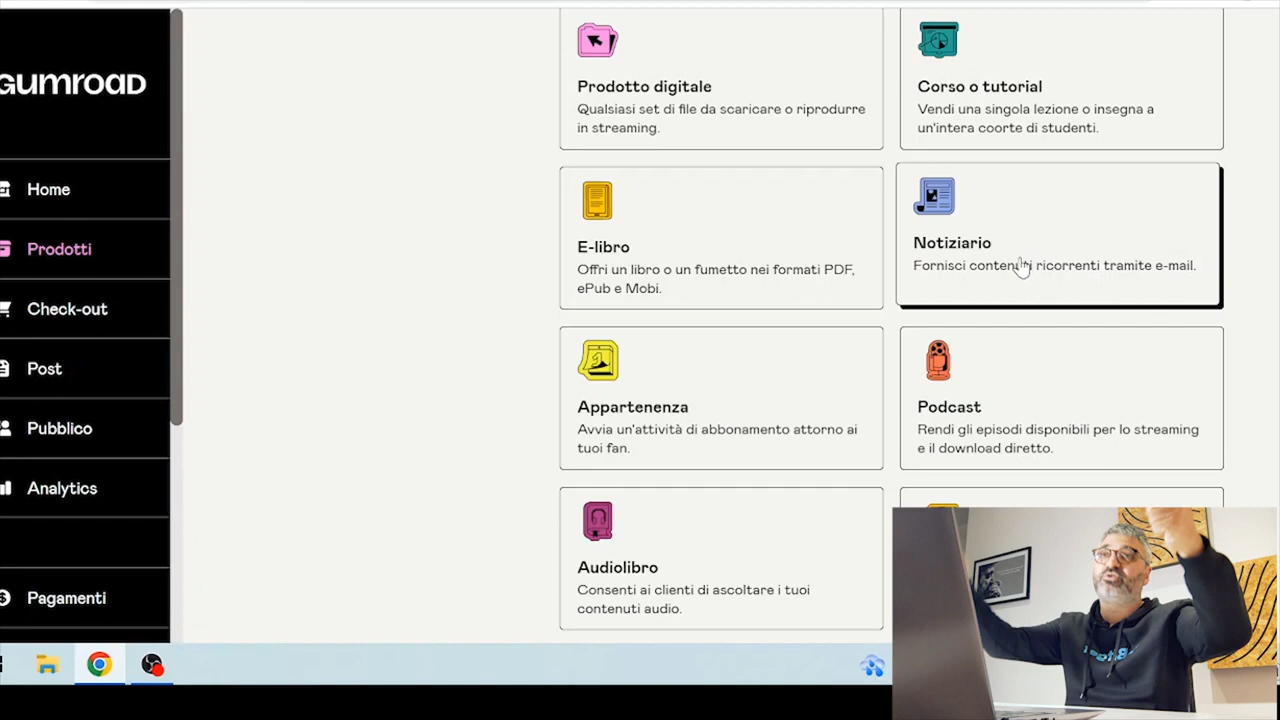 GUMROAD
Home
Prodotti
Check-out
Post
Pubblico
Analytics
Pagamenti
Prodotto digitale
Qualsiasi set di file da scaricare o riprodurre
in streaming.
Corso o tutorial
Vendi una singola lezione o insegna a
un'intera coorte di studenti.
E-libro
Offri un libro o un fumetto nei formati PDF,
ePub e Mobi.
Notiziario
Fornisci contenuti ricorrenti tramite e-mail.
Appartenenza
Avvia un'attività di abbonamento attorno ai
tuoi fan.
Podcast
Rendi gli episodi disponibili per lo streaming
e il download diretto.
Audiolibro
Consenti ai clienti di ascoltare i tuoi
contenuti audio.